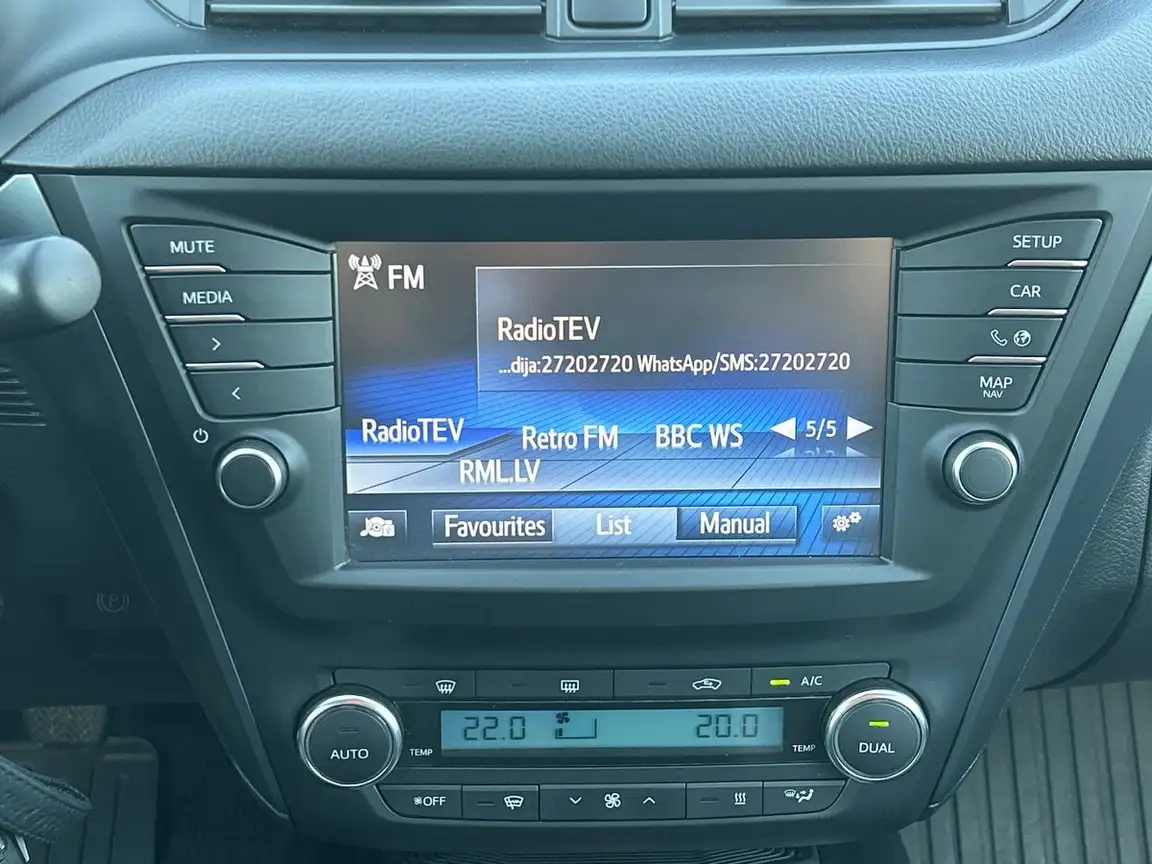 MUTE
MEDIA
SETUP
CAR
MAP
NAV
FM
RadioTEV
...dija:27202720 WhatsApp/SMS:27202720
RadioTEV Retro FM BBC WS 5/5
RML.LV
Favourites List Manual
A/C
AUTO TEMP 22.0 20.0 TEMP DUAL
OFF